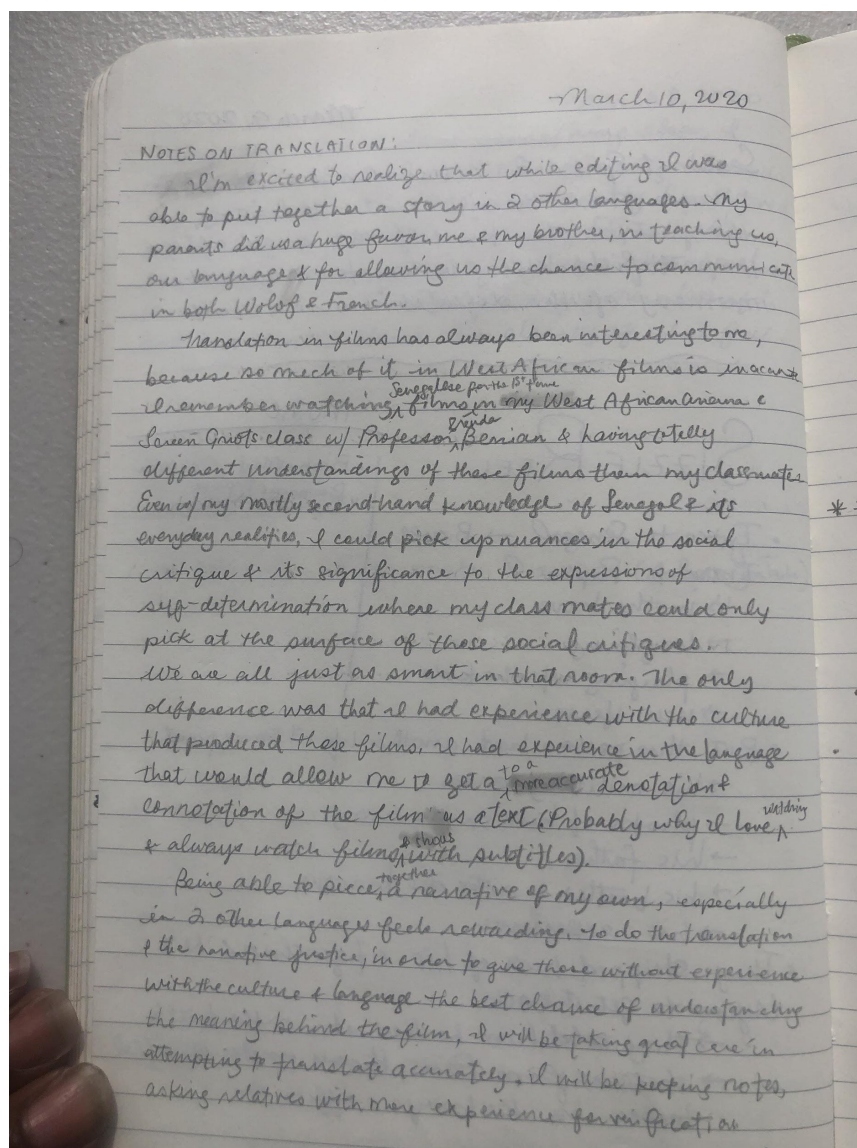 March 10, 2020
NOTES ON TRANSLATION:
I'm excited to realize that while editing I was
able to put together a story in 2 other languages. My
parents did us a huge favor, me & my brother, in teaching us,
our language & for allowing us the chance to communicate
in both Wolof & French.
Translation in films has always been interesting to me,
because so much of it in West African films is inaccurate
Senegalese for the 1st time
I remember watching films in my West African Cinema &
Brenda
Screen Griots class w/ Professor Berrian & having totally
different understandings of these films than my classmates
Even w/ my mostly second-hand knowledge of Senegal & its
*
everyday realities, I could pick up nuances in the social
critique & its significance to the expressions of
self-determination where my class mates could only
pick at the surface of those social critiques.
We are all just as smart in that room. The only
difference was that I had experience with the culture
that produced these films, I had experience in the language
to a
that would allow me to get a more accurate denotation &
connotation of the film as a text (Probably why I love watching
& shows
& always watch films with subtitles).
together
Being able to piece a narrative of my own, especially
in 2 other languages feels rewarding. To do the translation
& the narrative justice, in order to give those without experience
with the culture & language the best chance of understanding
the meaning behind the film, I will be taking great care in
attempting to translate accurately. I will be keeping notes,
asking relatives with more experience for verification